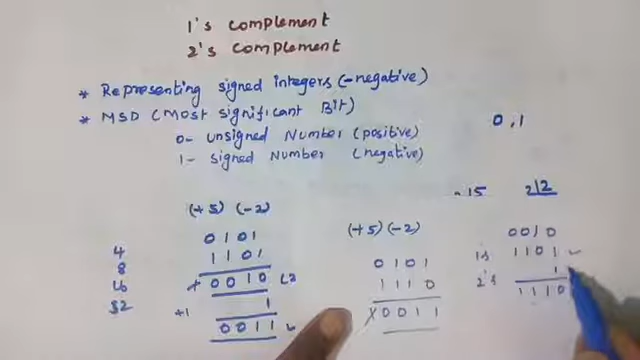 1's complement
2's complement
* Representing signed integers (-negative)
* MSD (Most significant Bit)
0- unsigned Number (positive)
1- signed Number (negative)
0,1
-15
2|2
(+5) (-2)
0101
1101
+ 0010
+1 1
0011
4
8
16
32
(+5) (-2)
0101
1110
0011
0010
1's 1101
1
2's 1110